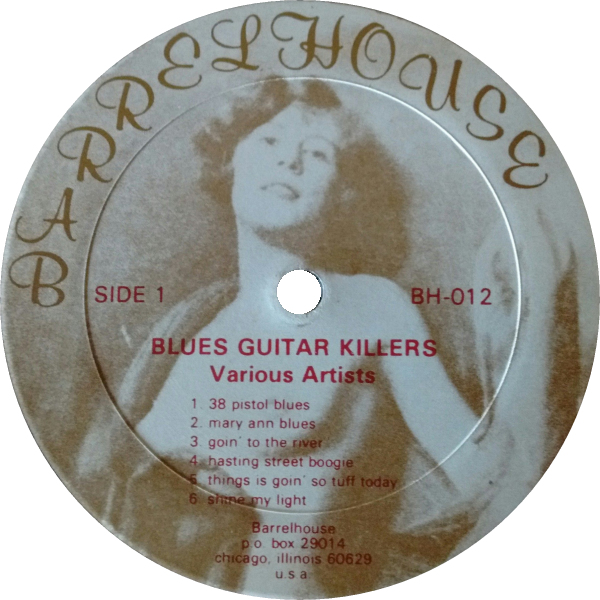 BARRELHOUSE
SIDE 1
BH-012
BLUES GUITAR KILLERS
Various Artists
1. 38 pistol blues
2. mary ann blues
3. goin' to the river
4. hasting street boogie
5. things is goin' so tuff today
6. shine my light
Barrelhouse
p.o. box 29014
chicago, illinois 60629
u.s.a.